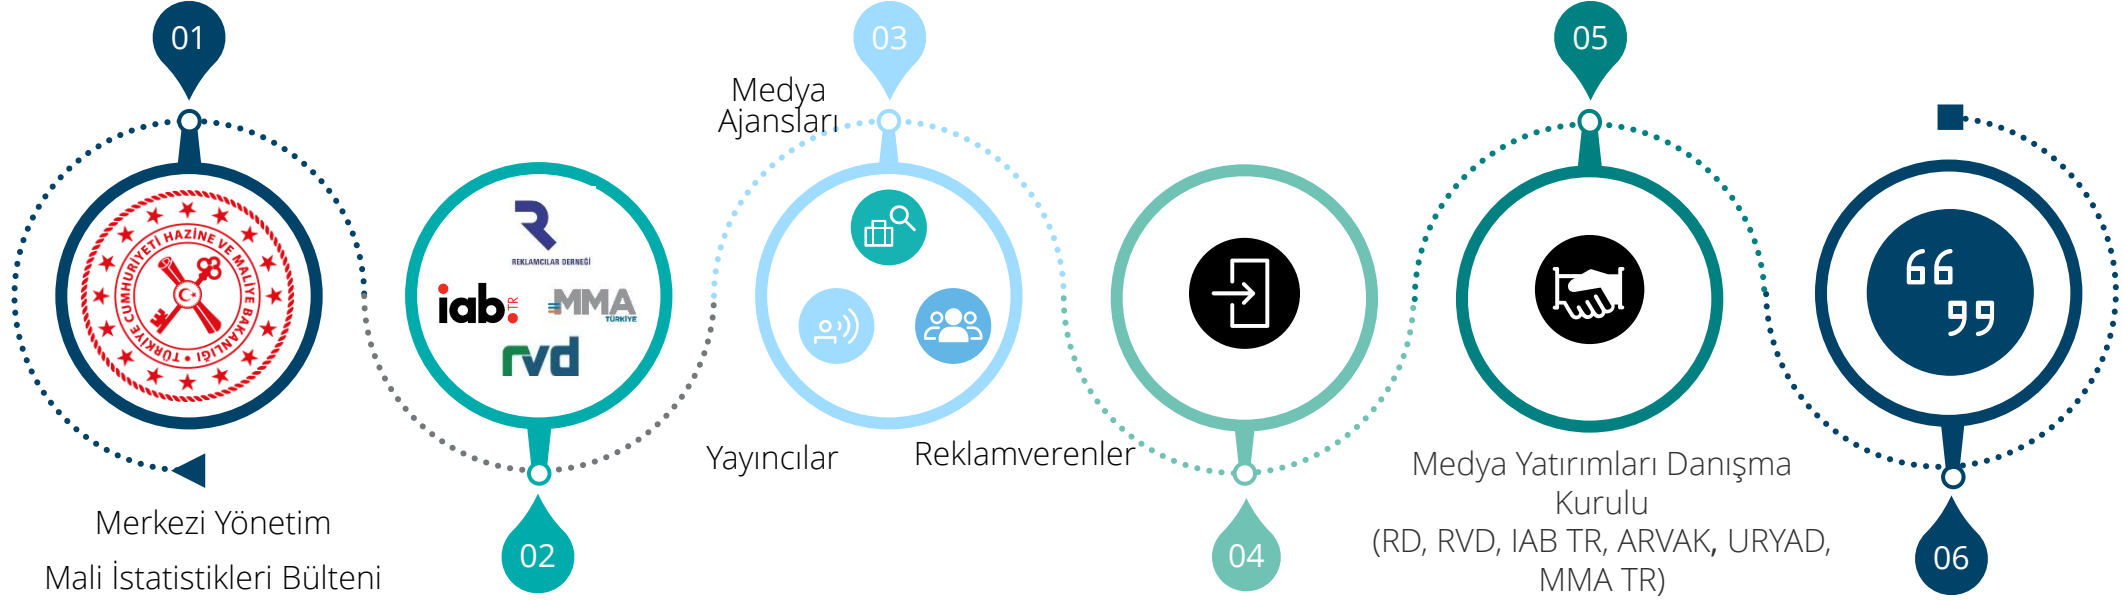 01
TÜRKİYE CUMHURİYETİ HAZİNE VE MALİYE BAKANLIĞI
Merkezi Yönetim
Mali İstatistikleri Bülteni
REKLAMCILAR DERNEĞİ
iab:TR
MMA
TÜRKİYE
rvd
02
03
Medya
Ajansları
Yayıncılar
Reklamverenler
04
05
Medya Yatırımları Danışma
Kurulu
(RD, RVD, IAB TR, ARVAK, URYAD,
MMA TR)
06